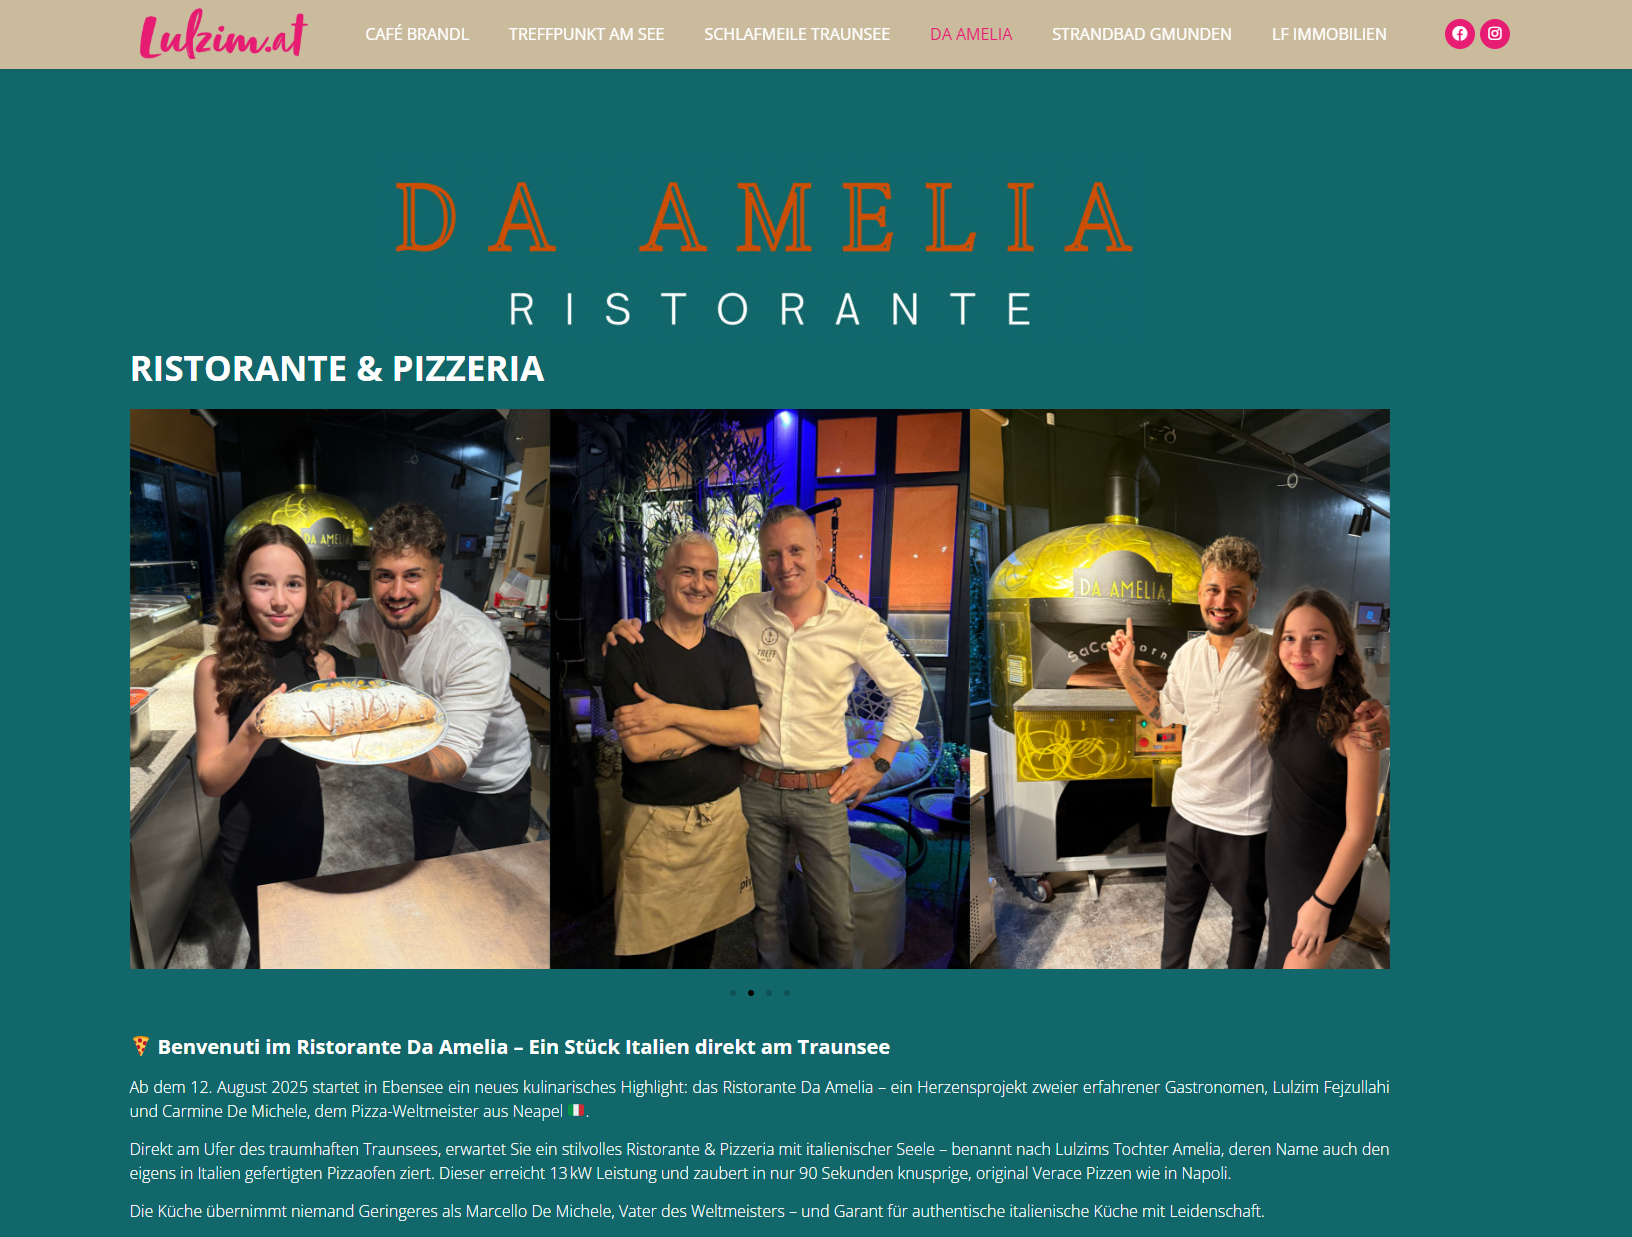 Lulzim.at
CAFÉ BRANDL
TREFFPUNKT AM SEE
SCHLAFMEILE TRAUNSEE
DA AMELIA
STRANDBAD GMUNDEN
LF IMMOBILIEN
DA AMELIA
RISTORANTE
RISTORANTE & PIZZERIA
DA AMELIA
TREFF
DA AMELIA
Benvenuti im Ristorante Da Amelia – Ein Stück Italien direkt am Traunsee
Ab dem 12. August 2025 startet in Ebensee ein neues kulinarisches Highlight: das Ristorante Da Amelia – ein Herzensprojekt zweier erfahrener Gastronomen, Lulzim Fejzullahi
und Carmine De Michele, dem Pizza-Weltmeister aus Neapel 🇮🇹.
Direkt am Ufer des traumhaften Traunsees, erwartet Sie ein stilvolles Ristorante & Pizzeria mit italienischer Seele – benannt nach Lulzims Tochter Amelia, deren Name auch den
eigens in Italien gefertigten Pizzaofen ziert. Dieser erreicht 13 kW Leistung und zaubert in nur 90 Sekunden knusprige, original Verace Pizzen wie in Napoli.
Die Küche übernimmt niemand Geringeres als Marcello De Michele, Vater des Weltmeisters – und Garant für authentische italienische Küche mit Leidenschaft.